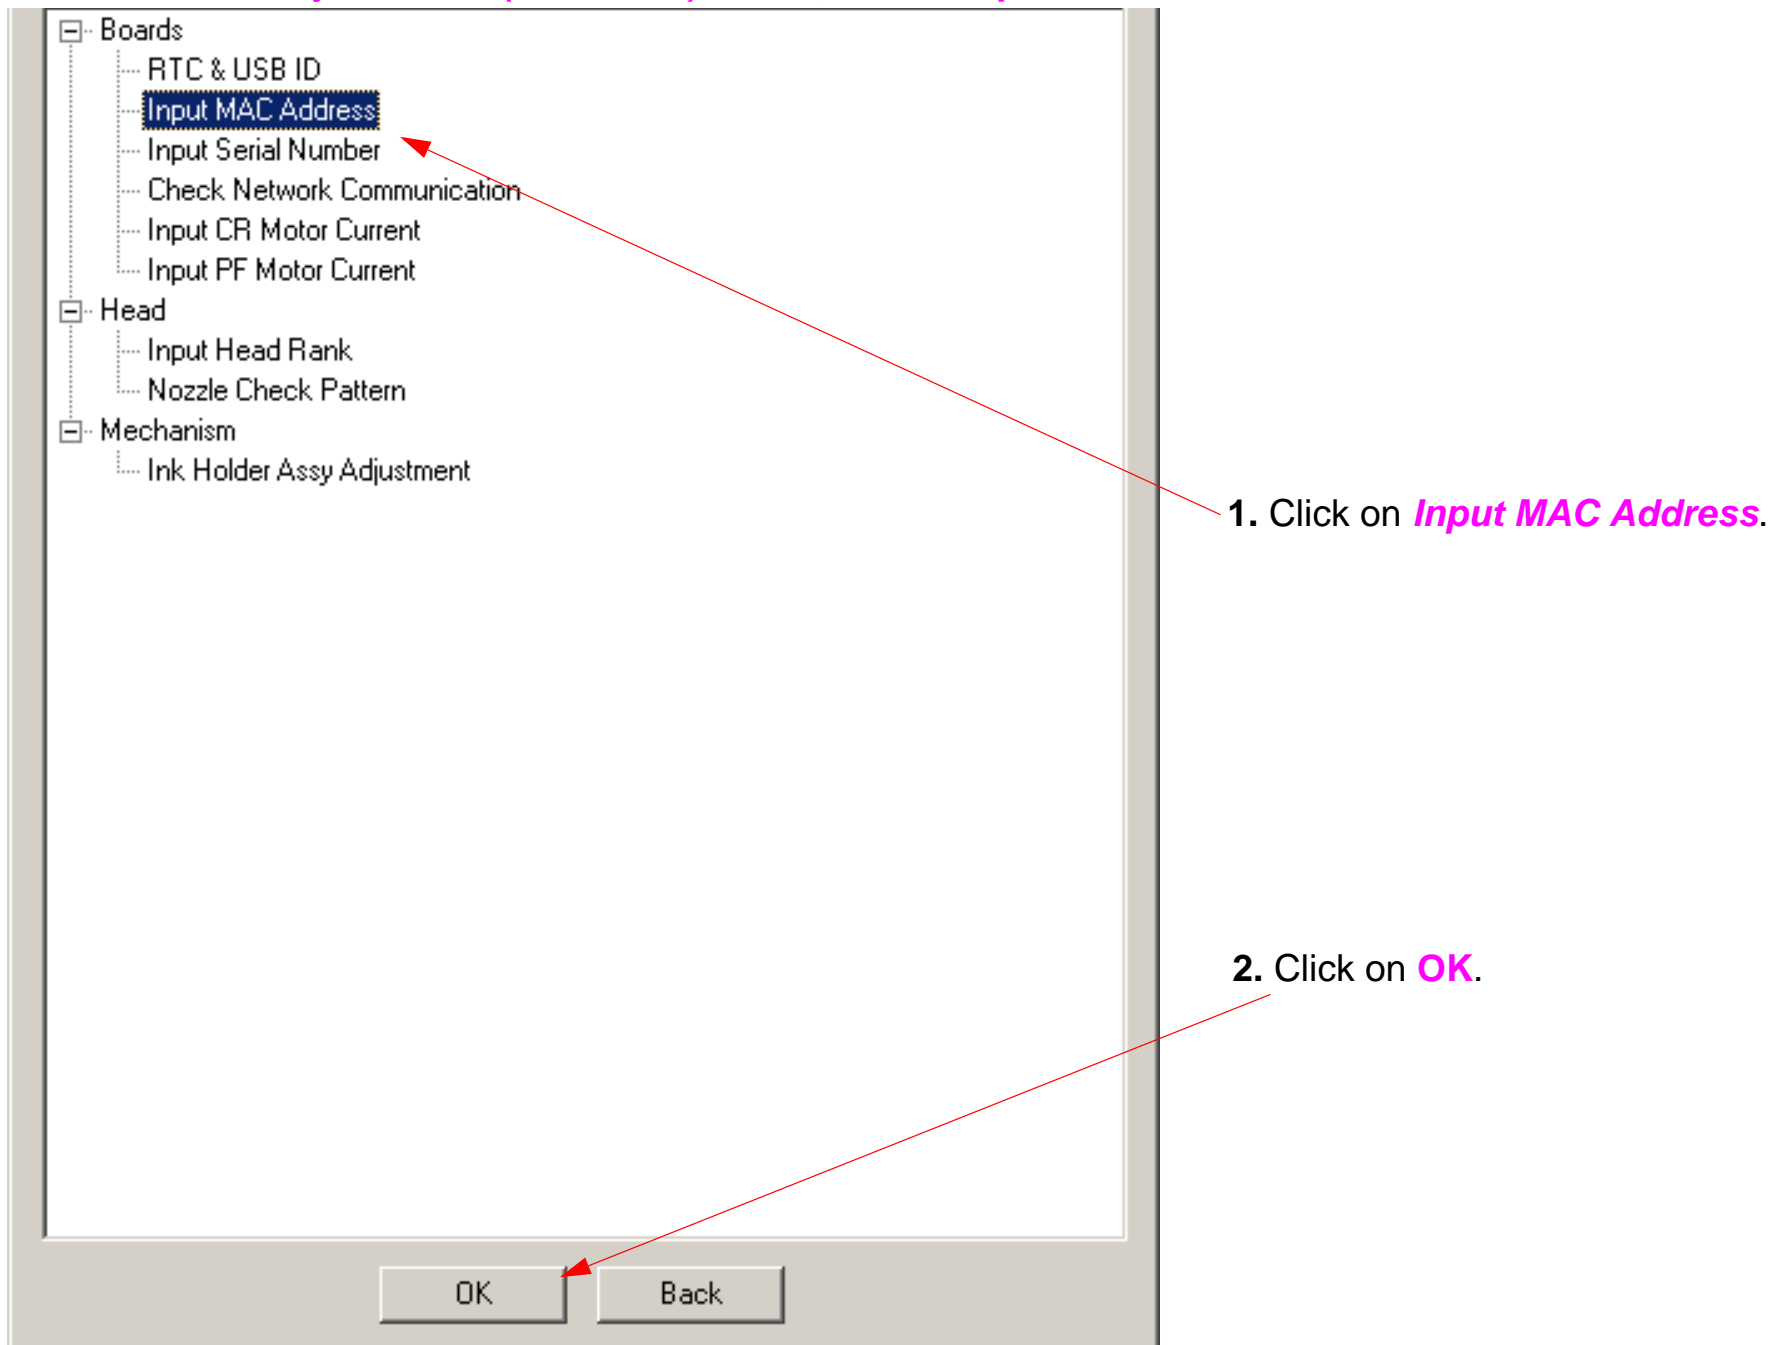 Boards
RTC & USB ID
Input MAC Address
Input Serial Number
Check Network Communication
Input CR Motor Current
Input PF Motor Current
Head
Input Head Rank
Nozzle Check Pattern
Mechanism
Ink Holder Assy Adjustment
1. Click on Input MAC Address.
2. Click on OK.
OK Back